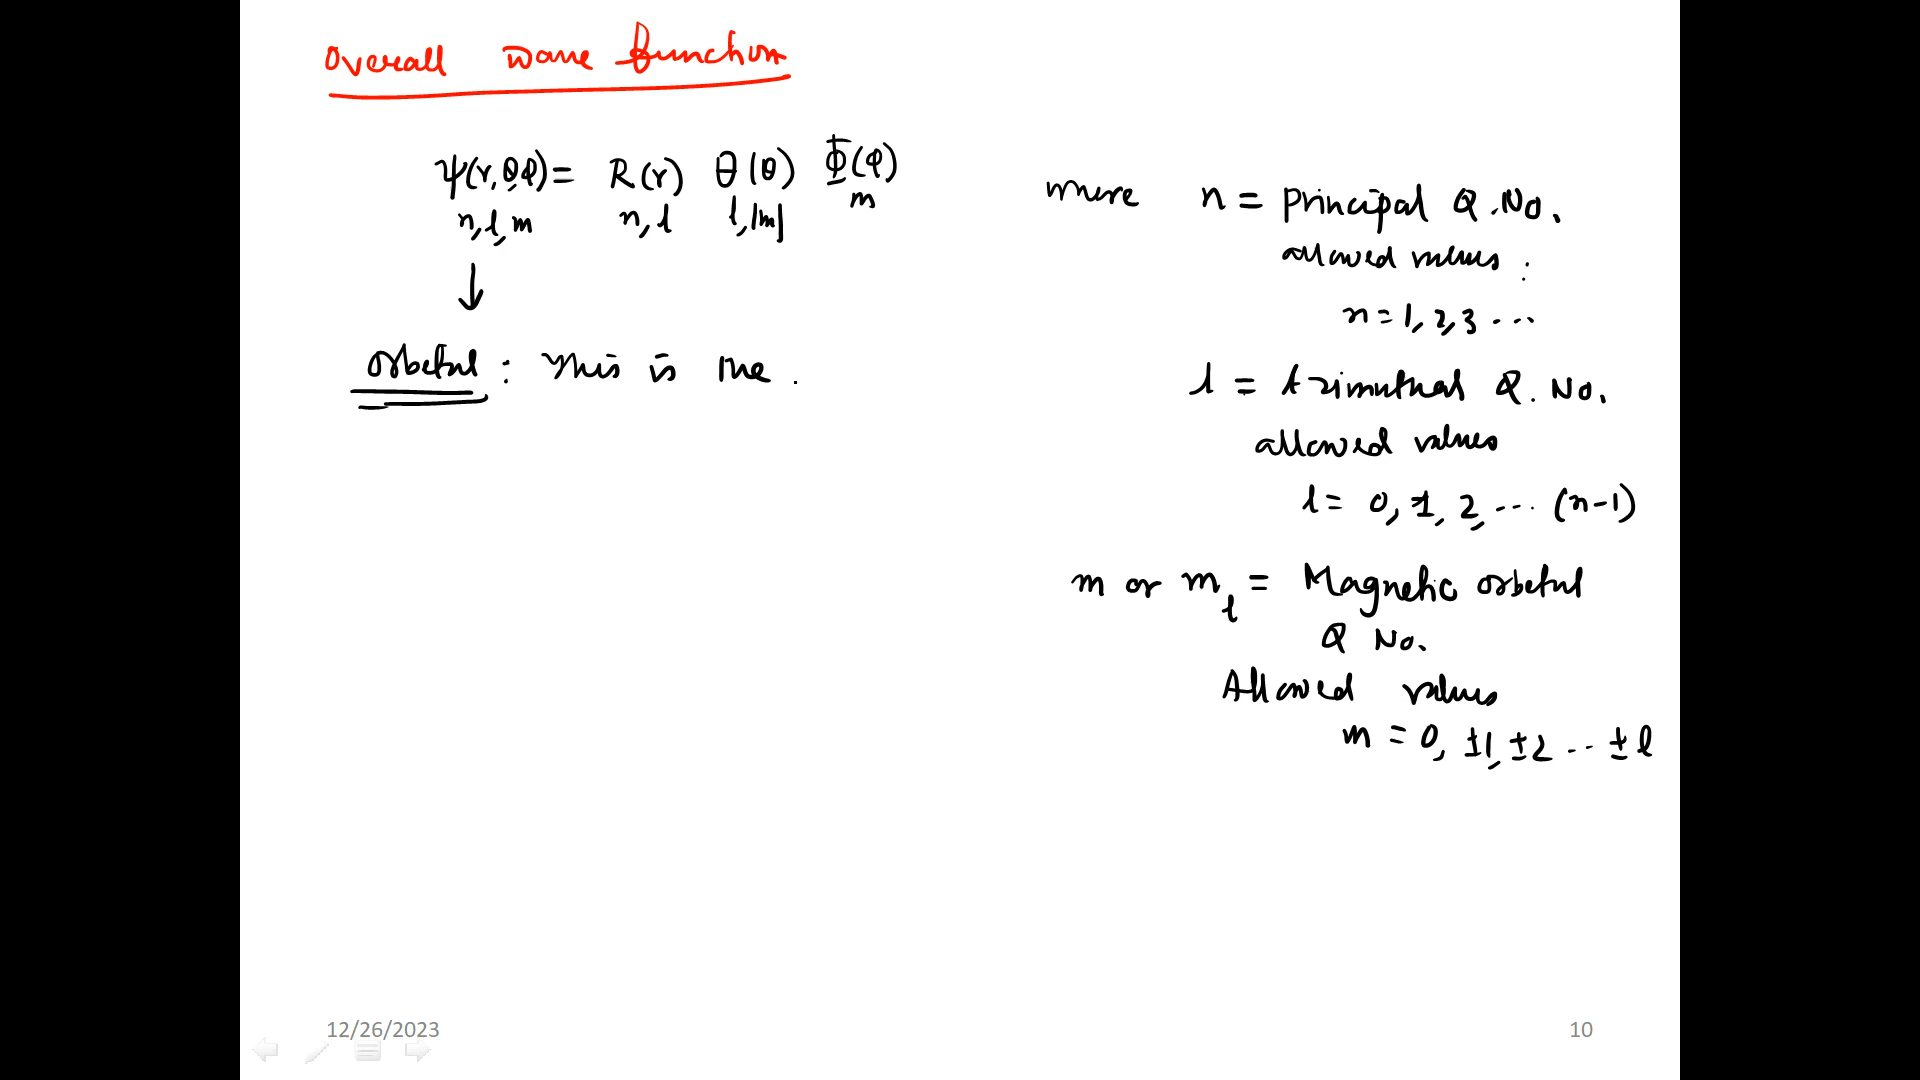 Overall wave function
ψ(r,θ,φ) = R(r) Θ(θ) Φ(φ)
n,l,m n,l l,|m| m
↓
Orbital : This is the .
where n = principal Q.No.
allowed values :
n = 1, 2, 3 ...
l = Azimuthal Q. No.
allowed values
l = 0, 1, 2, ... (n-1)
m or m_l = Magnetic orbital
Q No.
Allowed values
m = 0, ±1, ±2 ... ±l
12/26/2023
10